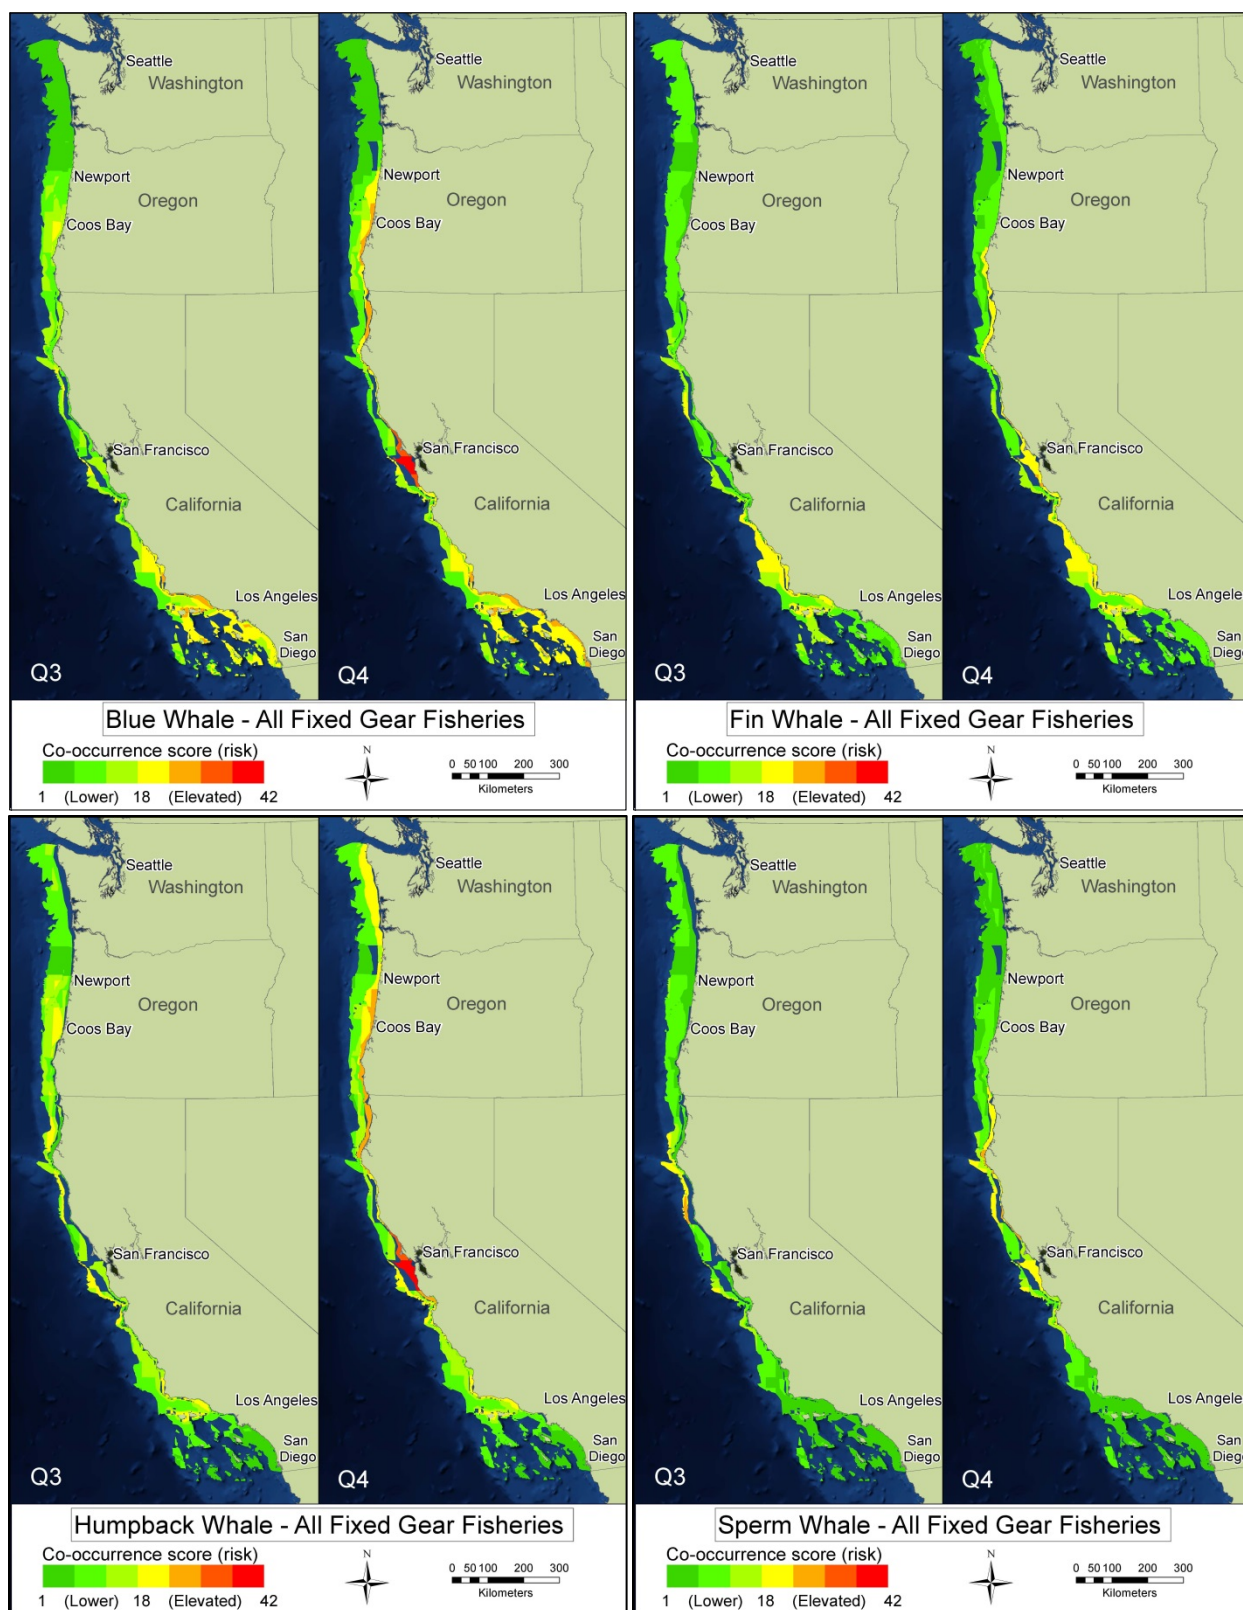 Seattle
Washington
Newport
Oregon
Coos Bay
San Francisco
California
Los Angeles
San
Diego
Q3
Seattle
Washington
Newport
Oregon
Coos Bay
San Francisco
California
Los Angeles
San
Diego
Q4
Blue Whale - All Fixed Gear Fisheries
Co-occurrence score (risk)
1 (Lower) 18 (Elevated) 42
N
0 50 100 200 300
Kilometers
Seattle
Washington
Newport
Oregon
Coos Bay
San Francisco
California
Los Angeles
San
Diego
Q3
Seattle
Washington
Newport
Oregon
Coos Bay
San Francisco
California
Los Angeles
San
Diego
Q4
Fin Whale - All Fixed Gear Fisheries
Co-occurrence score (risk)
1 (Lower) 18 (Elevated) 42
N
0 50 100 200 300
Kilometers
Seattle
Washington
Newport
Oregon
Coos Bay
San Francisco
California
Los Angeles
San
Diego
Q3
Seattle
Washington
Newport
Oregon
Coos Bay
San Francisco
California
Los Angeles
San
Diego
Q4
Humpback Whale - All Fixed Gear Fisheries
Co-occurrence score (risk)
1 (Lower) 18 (Elevated) 42
N
0 50 100 200 300
Kilometers
Seattle
Washington
Newport
Oregon
Coos Bay
San Francisco
California
Los Angeles
San
Diego
Q3
Seattle
Washington
Newport
Oregon
Coos Bay
San Francisco
California
Los Angeles
San
Diego
Q4
Sperm Whale - All Fixed Gear Fisheries
Co-occurrence score (risk)
1 (Lower) 18 (Elevated) 42
N
0 50 100 200 300
Kilometers